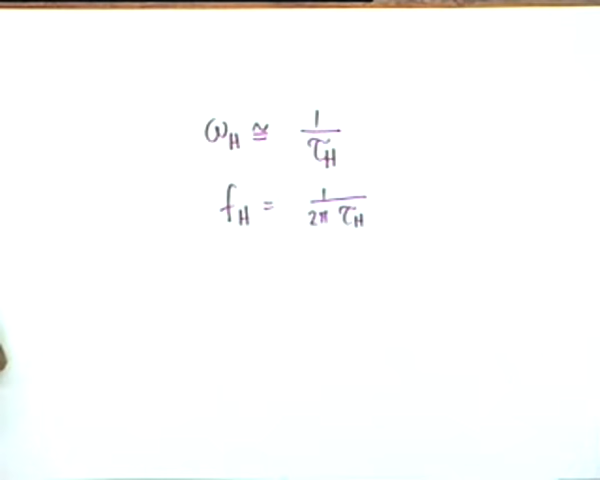 ω_H ≅ 1/τ_H
f_H = 1/(2π τ_H)